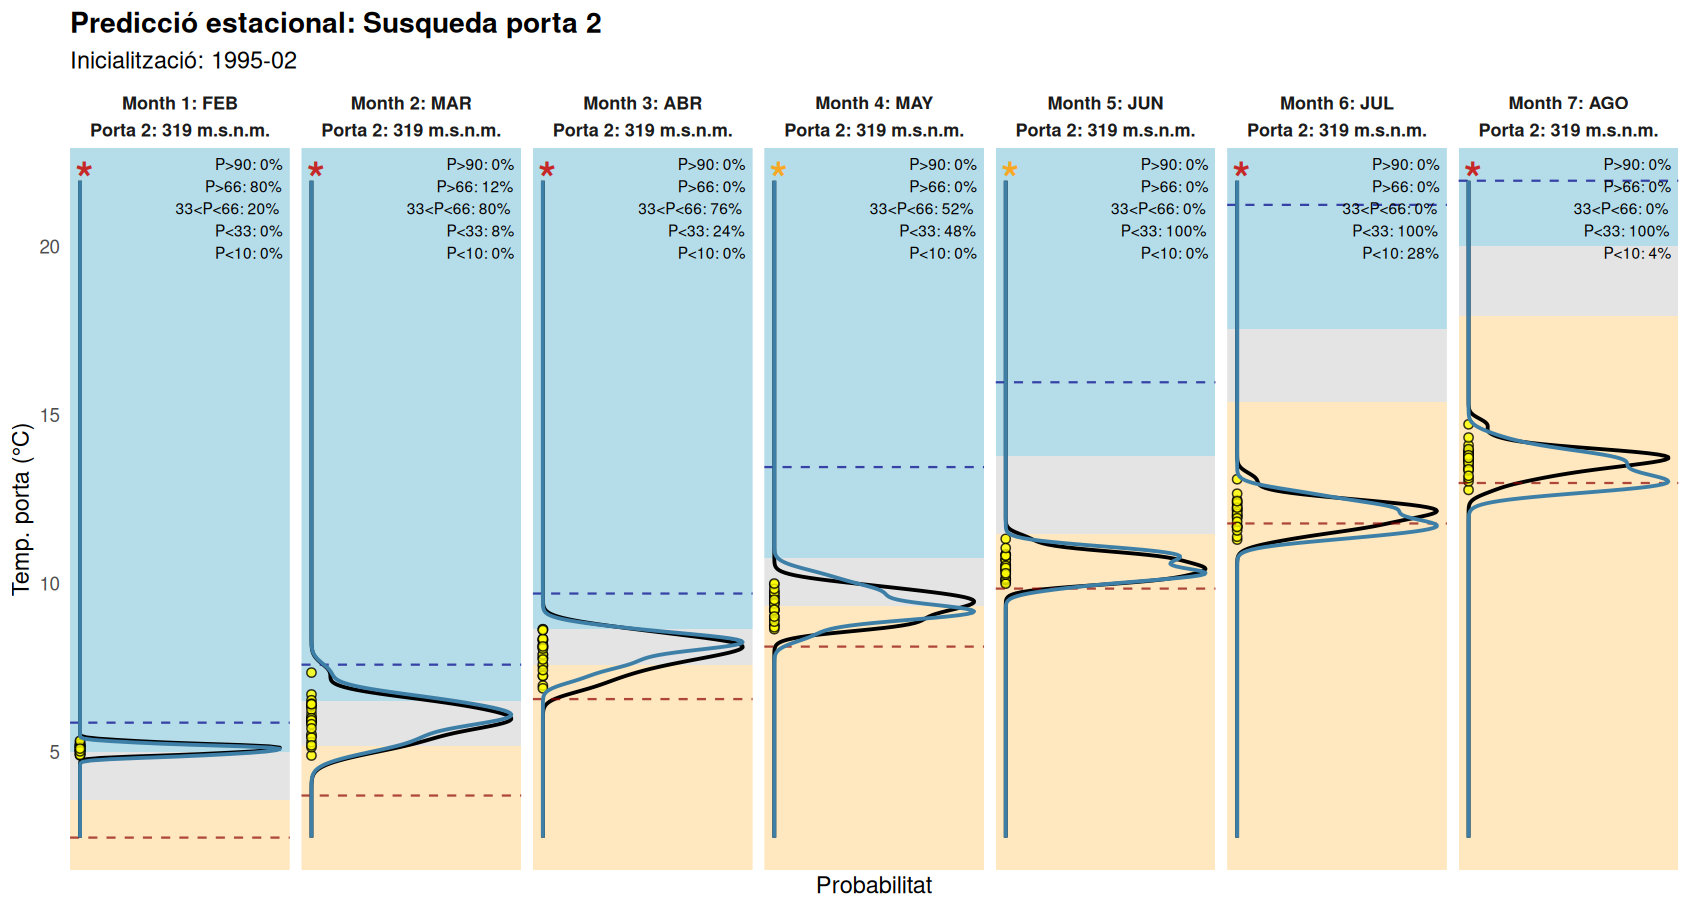 Predicció estacional: Susqueda porta 2
Inicialització: 1995-02
Month 1: FEB
Porta 2: 319 m.s.n.m.
Month 2: MAR
Porta 2: 319 m.s.n.m.
Month 3: ABR
Porta 2: 319 m.s.n.m.
Month 4: MAY
Porta 2: 319 m.s.n.m.
Month 5: JUN
Porta 2: 319 m.s.n.m.
Month 6: JUL
Porta 2: 319 m.s.n.m.
Month 7: AGO
Porta 2: 319 m.s.n.m.
*
P>90: 0%
P>66: 80%
33<P<66: 20%
P<33: 0%
P<10: 0%
*
P>90: 0%
P>66: 12%
33<P<66: 80%
P<33: 8%
P<10: 0%
*
P>90: 0%
P>66: 0%
33<P<66: 76%
P<33: 24%
P<10: 0%
*
P>90: 0%
P>66: 0%
33<P<66: 52%
P<33: 48%
P<10: 0%
*
P>90: 0%
P>66: 0%
33<P<66: 0%
P<33: 100%
P<10: 0%
*
P>90: 0%
P>66: 0%
33<P<66: 0%
P<33: 100%
P<10: 28%
*
P>90: 0%
P>66: 0%
33<P<66: 0%
P<33: 100%
P<10: 4%
20
15
10
5
Temp. porta (°C)
Probabilitat